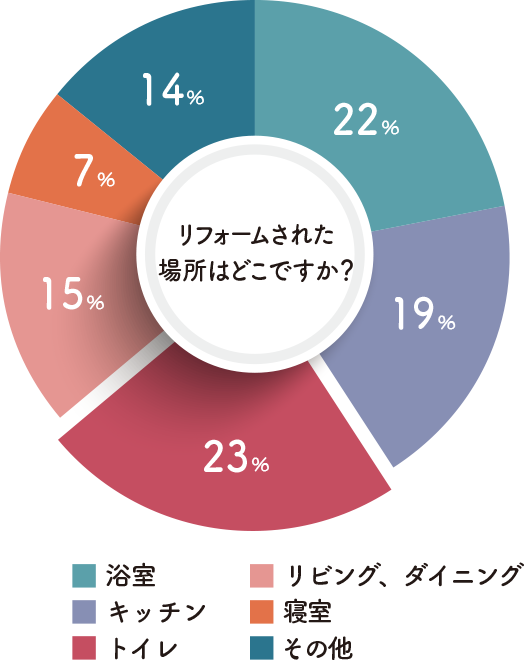 14%
22%
7%
リフォームされた
場所はどこですか?
15%
19%
23%
浴室
リビング、ダイニング
キッチン
寝室
トイレ
その他